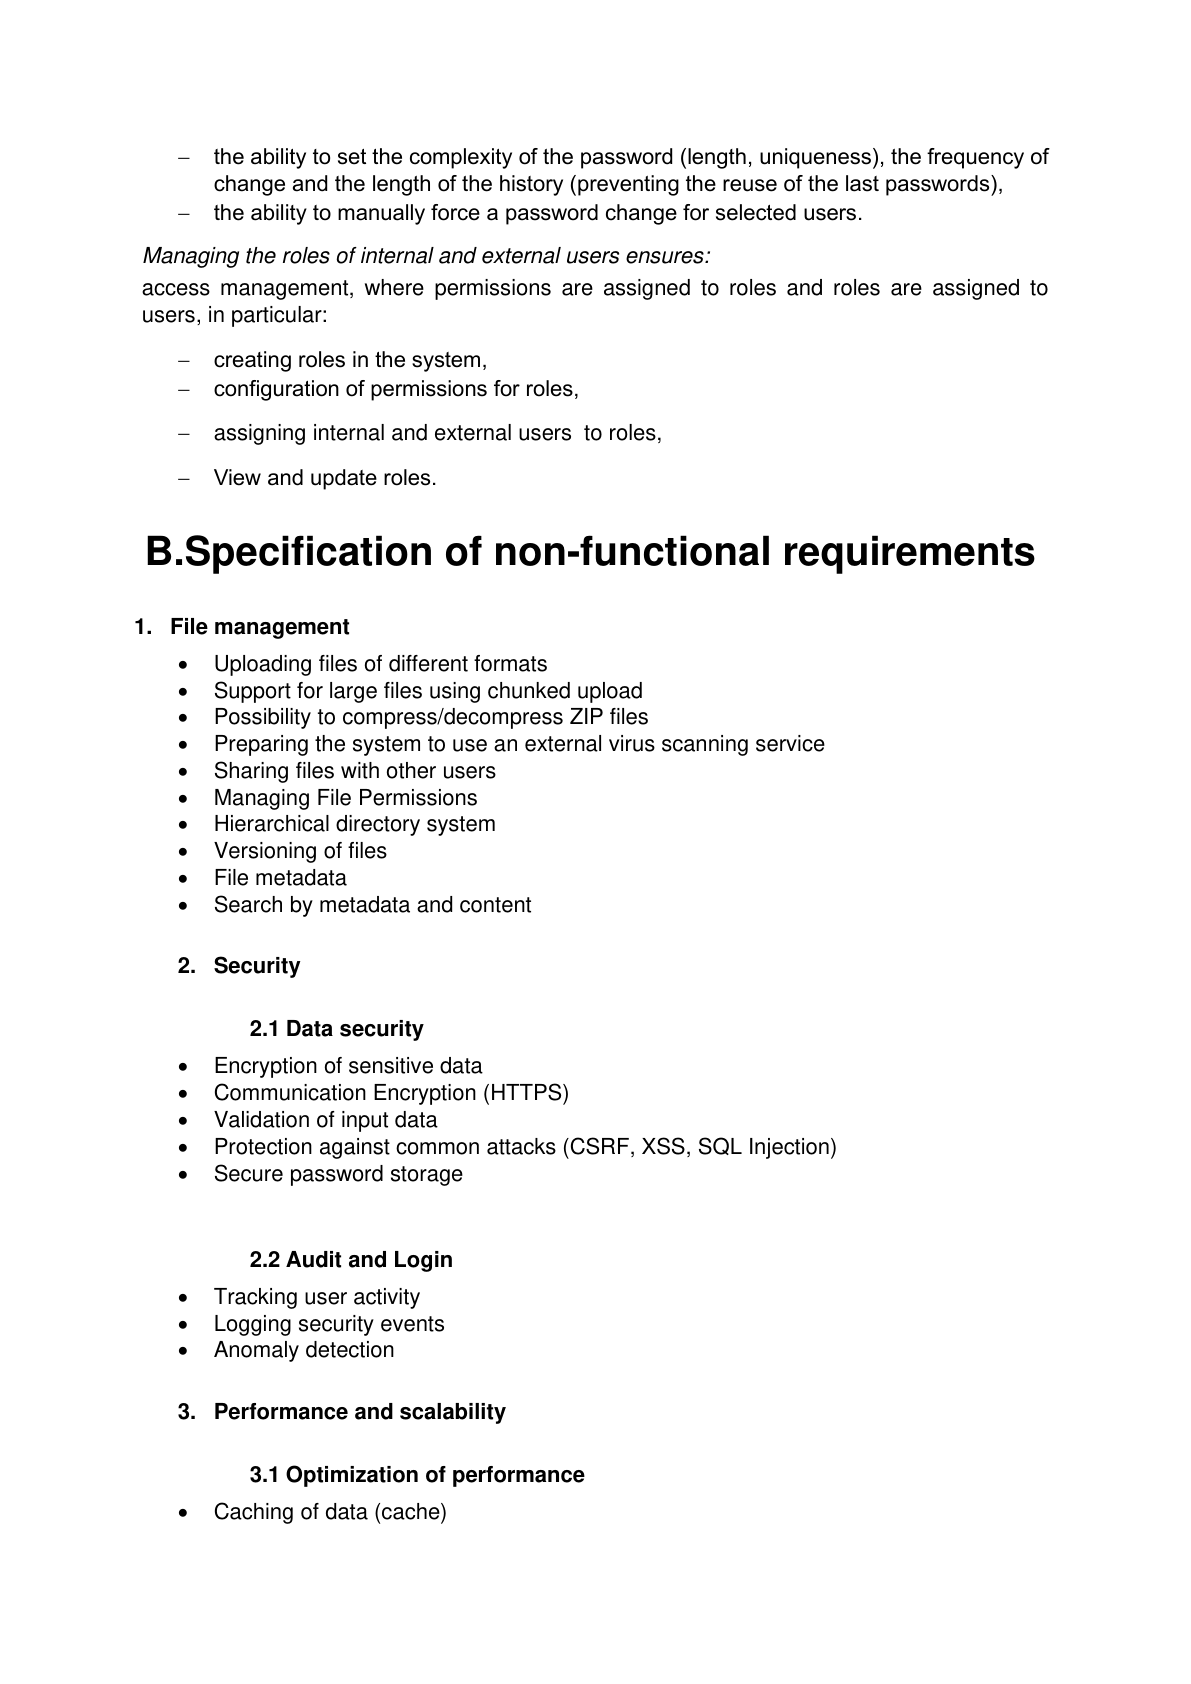 – the ability to set the complexity of the password (length, uniqueness), the frequency of
change and the length of the history (preventing the reuse of the last passwords),
– the ability to manually force a password change for selected users.
Managing the roles of internal and external users ensures:
access management, where permissions are assigned to roles and roles are assigned to
users, in particular:
– creating roles in the system,
– configuration of permissions for roles,
– assigning internal and external users  to roles,
– View and update roles.
B.Specification of non-functional requirements
1. File management
• Uploading files of different formats
• Support for large files using chunked upload
• Possibility to compress/decompress ZIP files
• Preparing the system to use an external virus scanning service
• Sharing files with other users
• Managing File Permissions
• Hierarchical directory system
• Versioning of files
• File metadata
• Search by metadata and content
2. Security
2.1 Data security
• Encryption of sensitive data
• Communication Encryption (HTTPS)
• Validation of input data
• Protection against common attacks (CSRF, XSS, SQL Injection)
• Secure password storage
2.2 Audit and Login
• Tracking user activity
• Logging security events
• Anomaly detection
3. Performance and scalability
3.1 Optimization of performance
• Caching of data (cache)